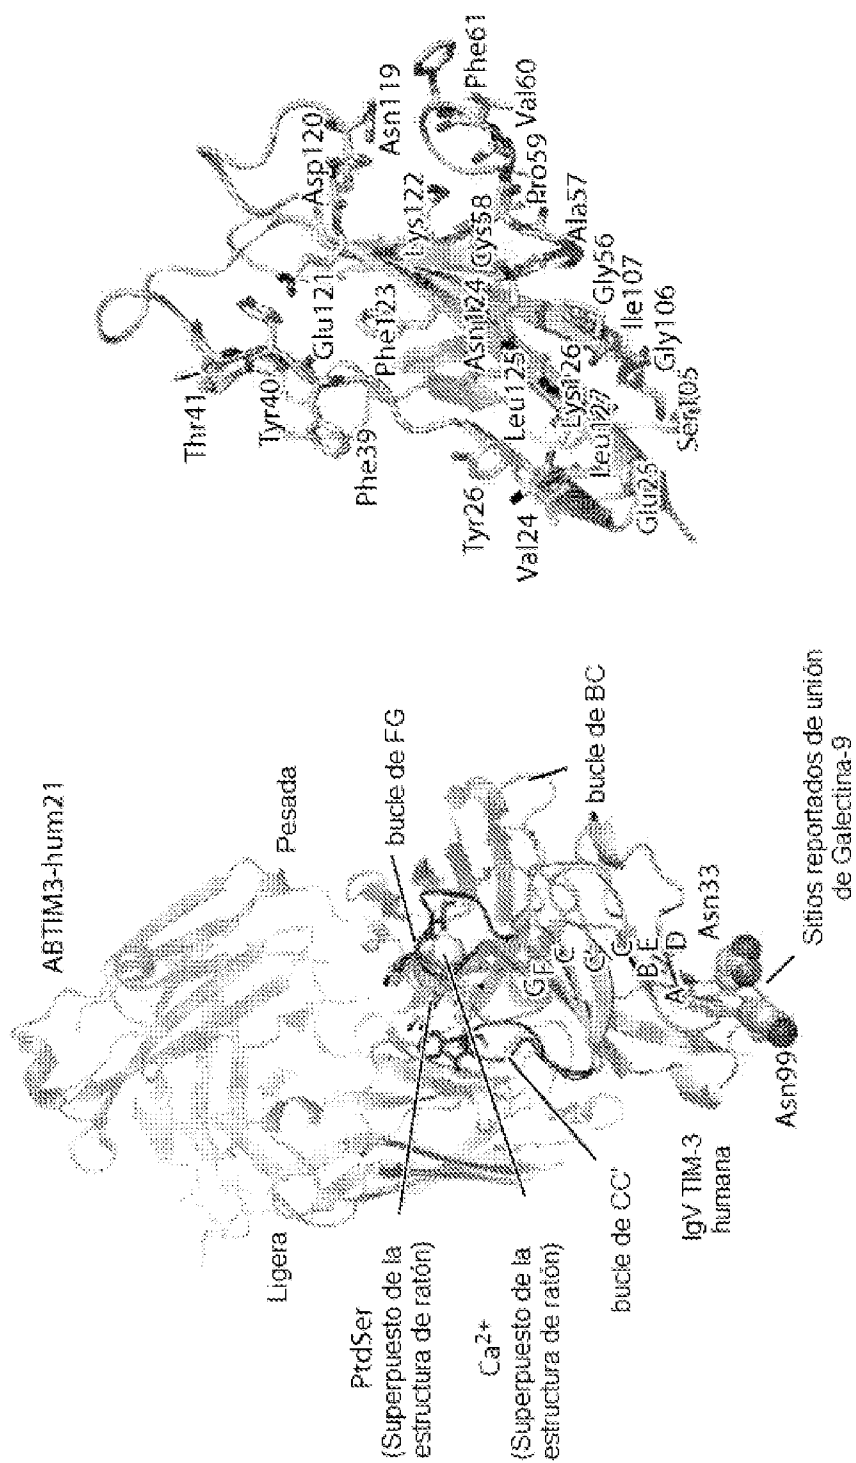 ABTIM3-hum21
Ligera
Pesada
PtdSer
(Superpuesto de la
estructura de ratón)
Ca2+
(Superpuesto de la
estructura de ratón)
bucle de FG
bucle de CC'
bucle de BC
G
F
C
C'
C"
B
E
A
D
IgV TIM-3
humana
Asn99
Asn33
Sitios reportados de unión
de Galectina-9
Thr41
Tyr40
Phe39
Glu121
Asp120
Asn119
Phe123
Lys122
Phe61
Val60
Pro59
Cys58
Ala57
Tyr26
Val24
Leu125
Asn124
Gly56
Ile107
Gly106
Lys126
Ileu127
Glu25
Ser105